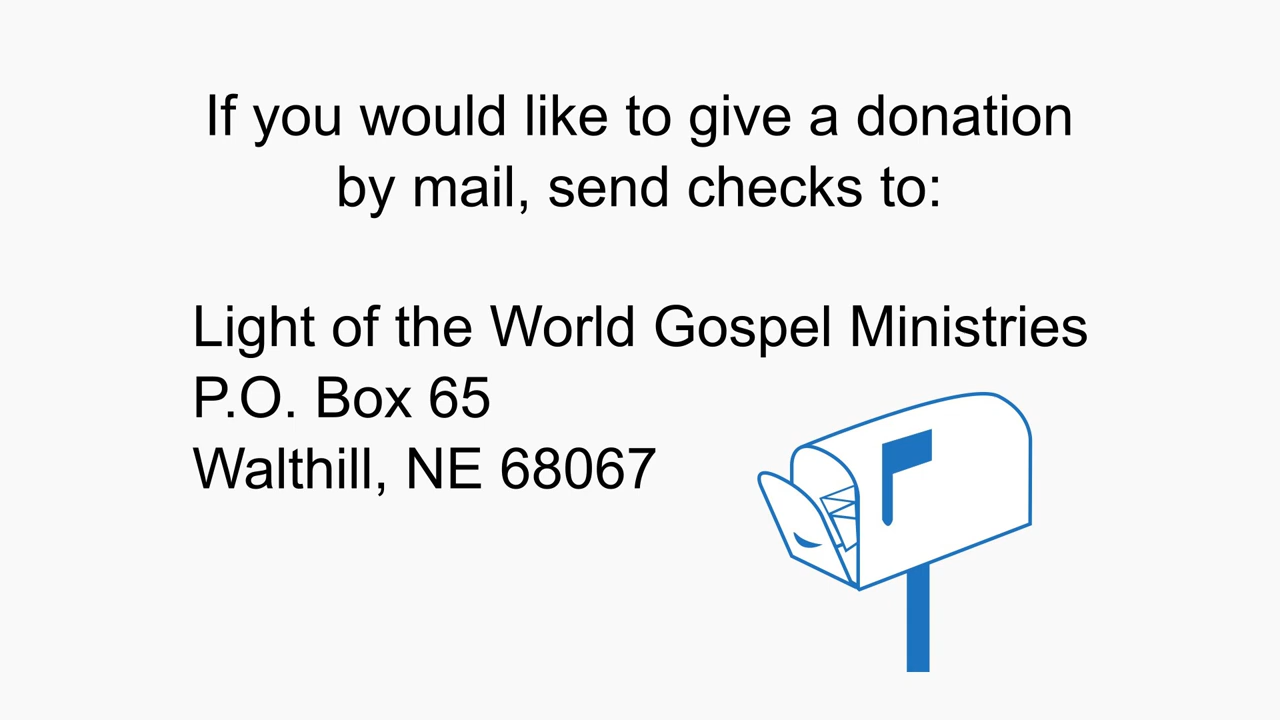 If you would like to give a donation
by mail, send checks to:
Light of the World Gospel Ministries
P.O. Box 65
Walthill, NE 68067